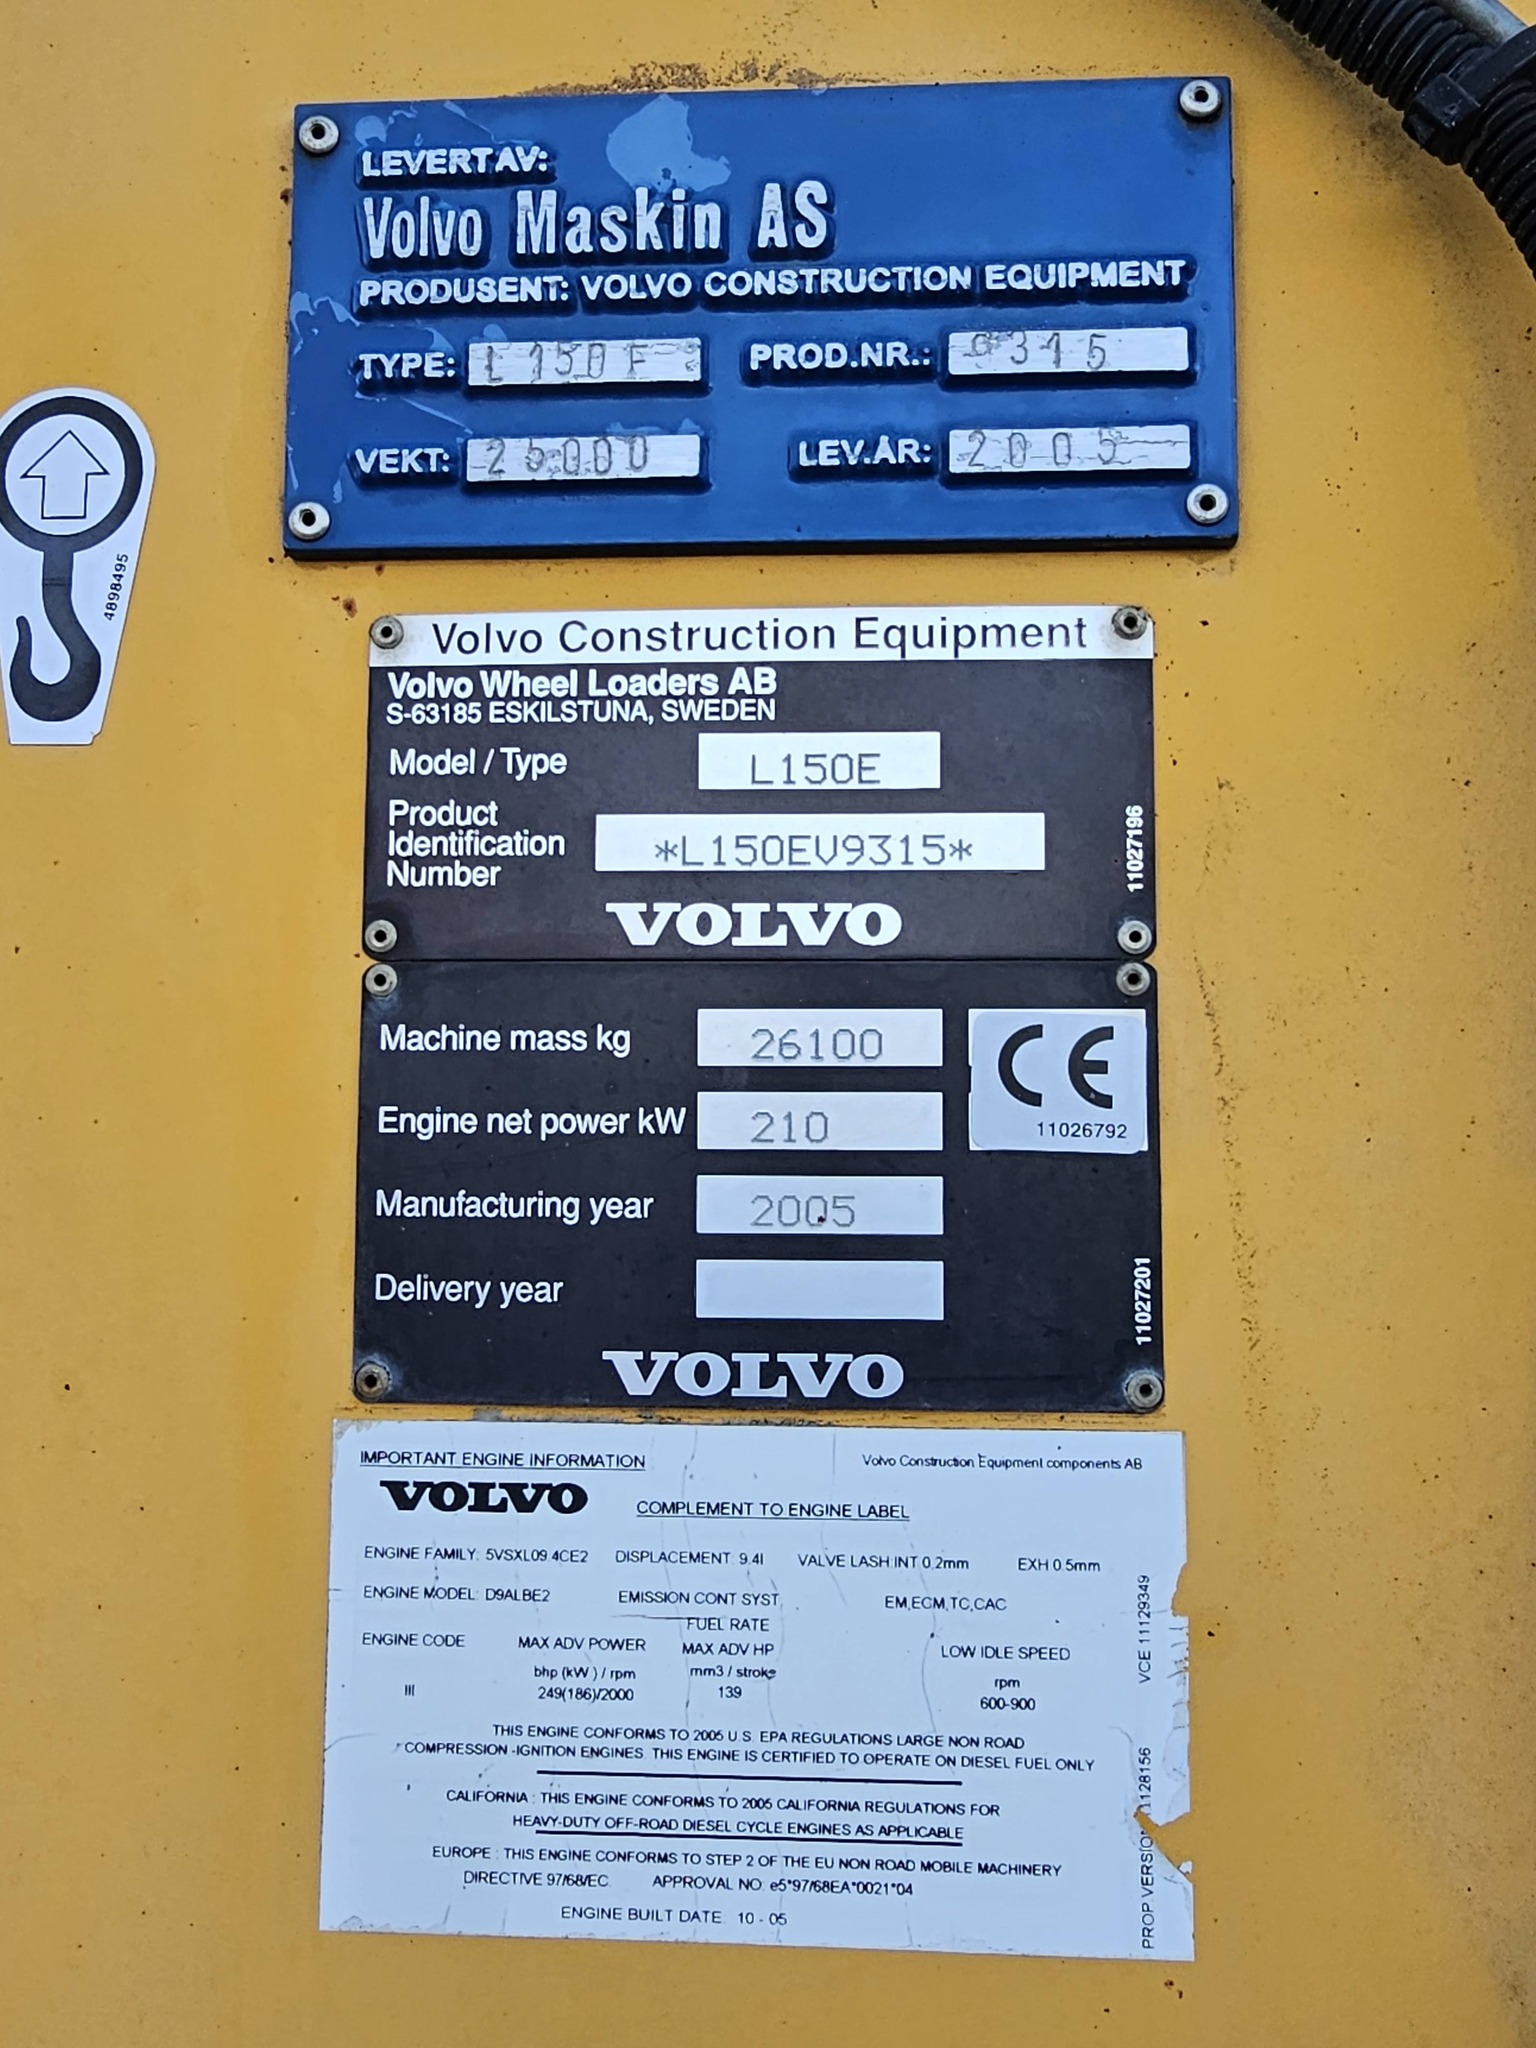 LEVERT AV:
Volvo Maskin AS
PRODUSENT: VOLVO CONSTRUCTION EQUIPMENT
TYPE: L 150 F PROD.NR.: 9315
VEKT: 25000 LEV.ÅR: 2005
4898495
Volvo Construction Equipment
Volvo Wheel Loaders AB
S-63185 ESKILSTUNA, SWEDEN
Model / Type L150E
Product
Identification
Number
*L150EV9315*
11027196
VOLVO
Machine mass kg 26100
CE
11026792
Engine net power kW 210
Manufacturing year 2005
Delivery year
11027201
VOLVO
IMPORTANT ENGINE INFORMATION Volvo Construction Equipment components AB
VOLVO
COMPLEMENT TO ENGINE LABEL
ENGINE FAMILY: 5VSXL09.4CE2 DISPLACEMENT: 9.4l VALVE LASH:INT 0.2mm EXH 0.5mm
ENGINE MODEL: D9ALBE2 EMISSION CONT SYST. EM,ECM,TC,CAC
FUEL RATE
ENGINE CODE MAX ADV POWER MAX ADV HP LOW IDLE SPEED
bhp (kW) / rpm mm3 / stroke rpm
III 249(186)/2000 139 600-900
THIS ENGINE CONFORMS TO 2005 U.S. EPA REGULATIONS LARGE NON ROAD
COMPRESSION -IGNITION ENGINES. THIS ENGINE IS CERTIFIED TO OPERATE ON DIESEL FUEL ONLY
CALIFORNIA : THIS ENGINE CONFORMS TO 2005 CALIFORNIA REGULATIONS FOR
HEAVY-DUTY OFF-ROAD DIESEL CYCLE ENGINES AS APPLICABLE
EUROPE : THIS ENGINE CONFORMS TO STEP 2 OF THE EU NON ROAD MOBILE MACHINERY
DIRECTIVE 97/68/EC. APPROVAL NO: e5*97/68EA*0021*04
ENGINE BUILT DATE: 10 - 05
VCE 11129349
PROP.VERSION 1128156